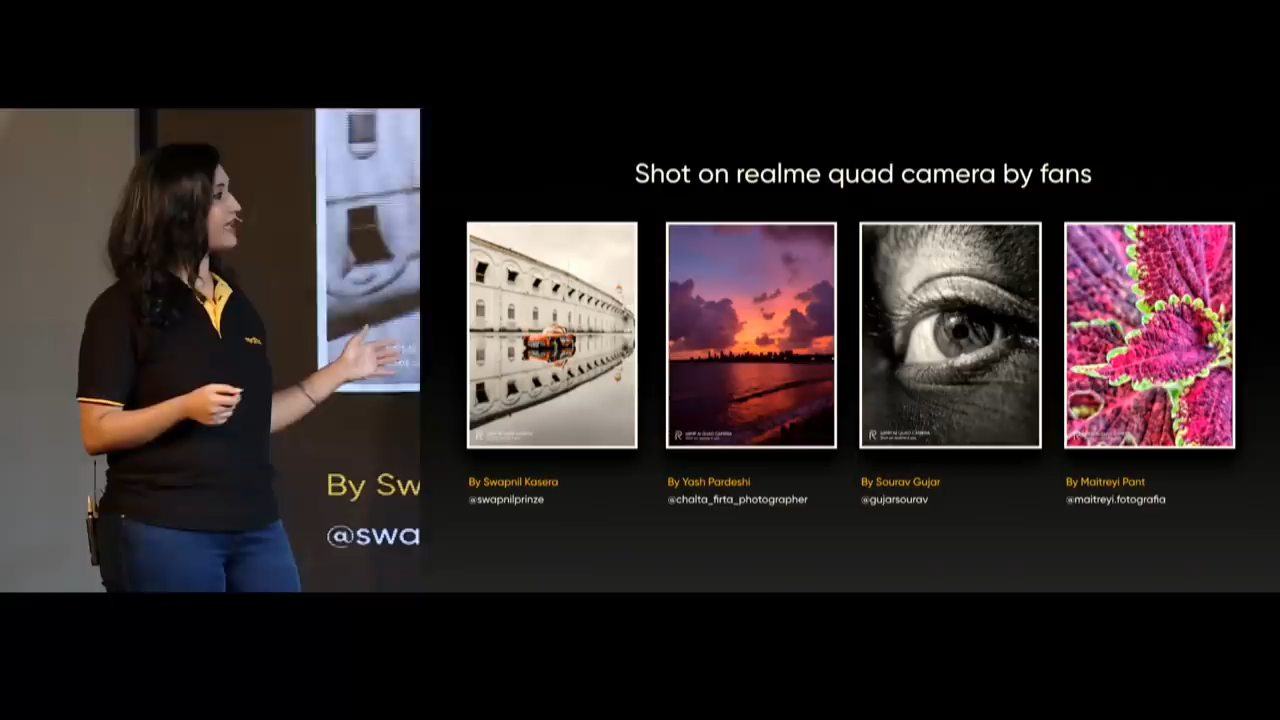 Shot on realme quad camera by fans
By Swapnil Kasera
@swapnilprinze
By Yash Pardeshi
@chalta_firta_photographer
By Sourav Gujar
@gujarsourav
By Maitreyi Pant
@maitreyi.fotografia
By Sw
@swa